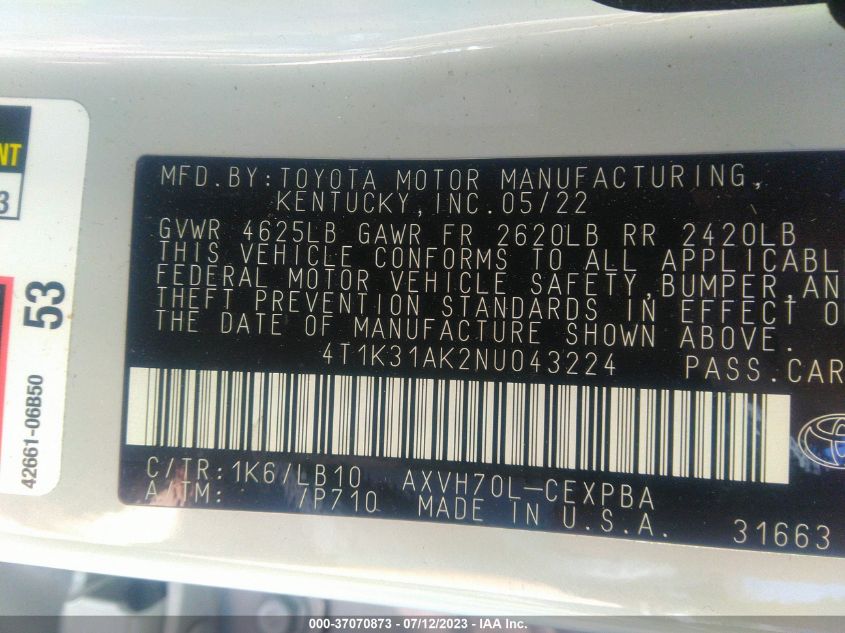 NT
3
53
42661-06B50
MFD.BY:TOYOTA MOTOR MANUFACTURING,
KENTUCKY,INC.05/22
GVWR 4625LB GAWR FR 2620LB RR 2420LB
THIS VEHICLE CONFORMS TO ALL APPLICABL
FEDERAL MOTOR VEHICLE SAFETY,BUMPER,AN
THEFT PREVENTION STANDARDS IN EFFECT O
THE DATE OF MANUFACTURE SHOWN ABOVE.
4T1K31AK2NU043224 PASS.CAR
C/TR:1K6/LB10 AXVH70L-CEXPBA
A/TM: /P710 MADE IN U.S.A. 31663
000-37070873 - 07/12/2023 - IAA Inc.